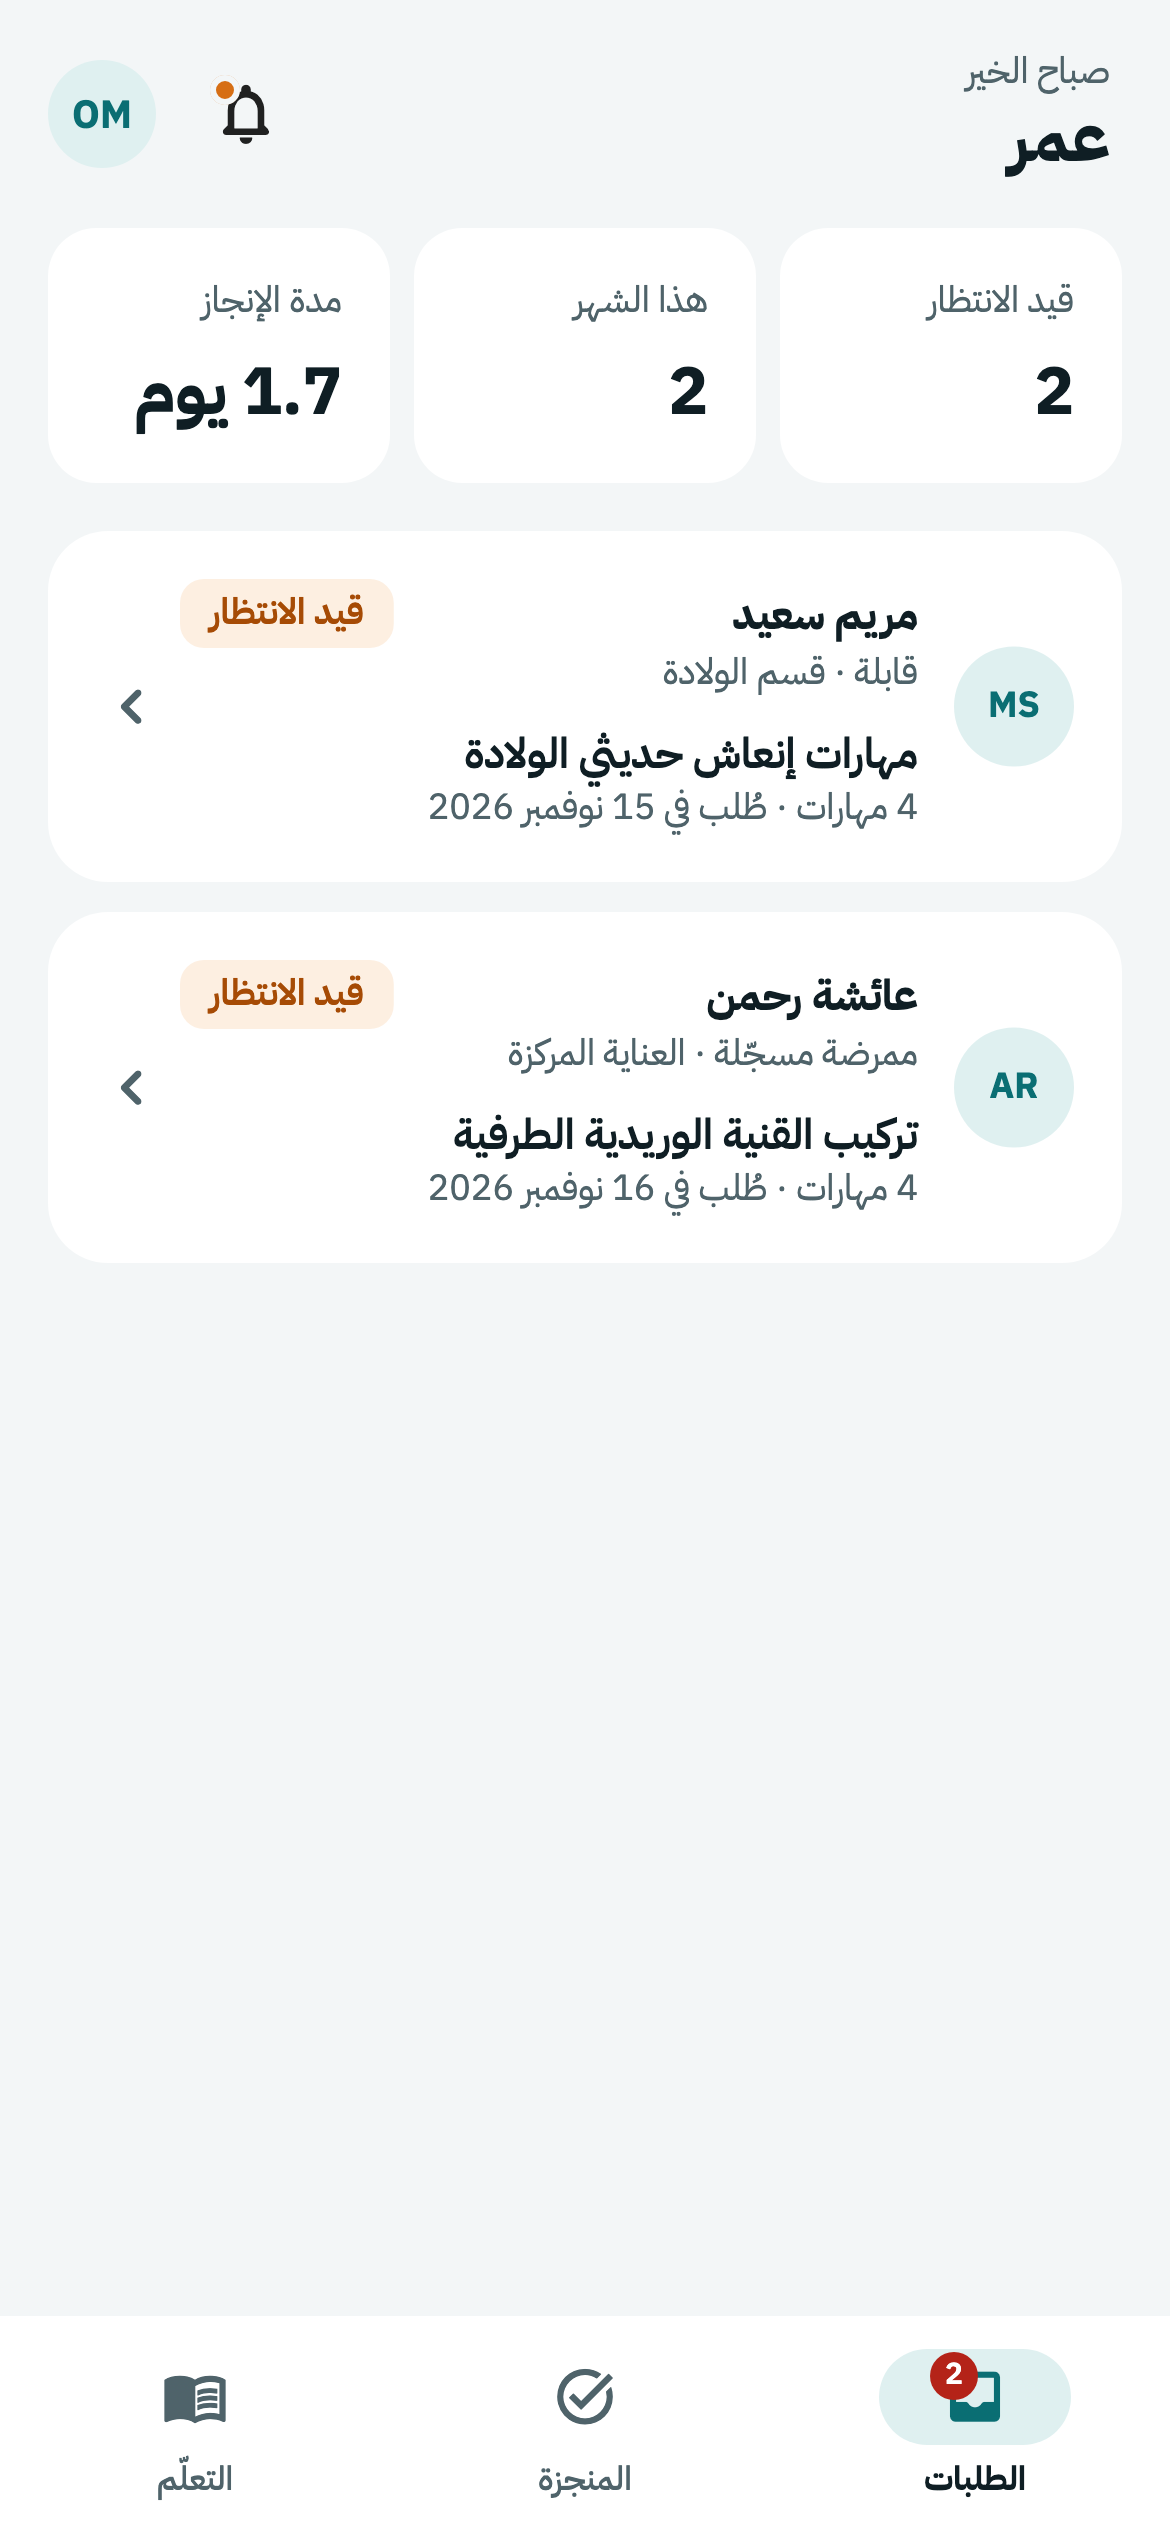 صباح الخير
عمر
OM
قيد الانتظار
2
هذا الشهر
2
مدة الإنجاز
1.7 يوم
MS
مريم سعيد
قيد الانتظار
قابلة · قسم الولادة
مهارات إنعاش حديثي الولادة
4 مهارات · طُلب في 15 نوفمبر 2026
AR
عائشة رحمن
قيد الانتظار
ممرضة مسجّلة · العناية المركزة
تركيب القنية الوريدية الطرفية
4 مهارات · طُلب في 16 نوفمبر 2026
2
الطلبات
المنجزة
التعلّم